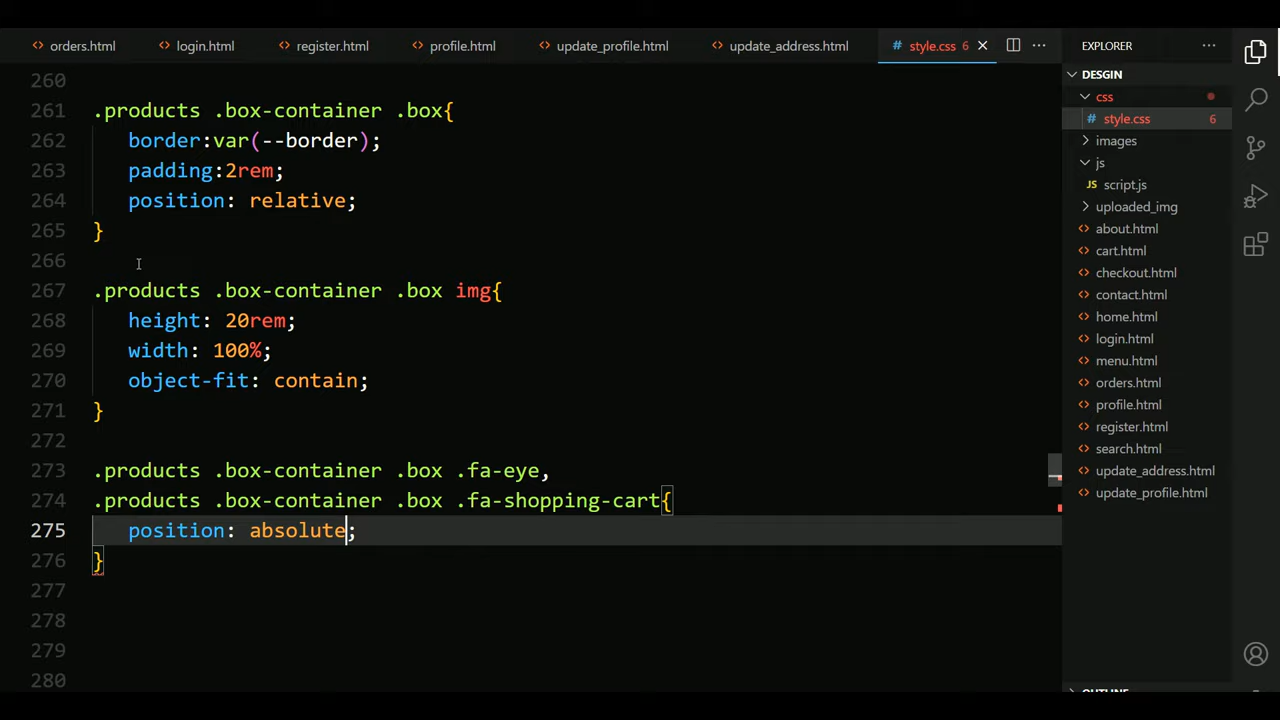 orders.html login.html register.html profile.html update_profile.html update_address.html # style.css 6
EXPLORER
DESGIN
css
# style.css 6
images
js
JS script.js
uploaded_img
about.html
cart.html
checkout.html
contact.html
home.html
login.html
menu.html
orders.html
profile.html
register.html
search.html
update_address.html
update_profile.html
OUTLINE
260
261 .products .box-container .box{
262 border:var(--border);
263 padding:2rem;
264 position: relative;
265 }
266
267 .products .box-container .box img{
268 height: 20rem;
269 width: 100%;
270 object-fit: contain;
271 }
272
273 .products .box-container .box .fa-eye,
274 .products .box-container .box .fa-shopping-cart{
275 position: absolute;
276 }
277
278
279
280